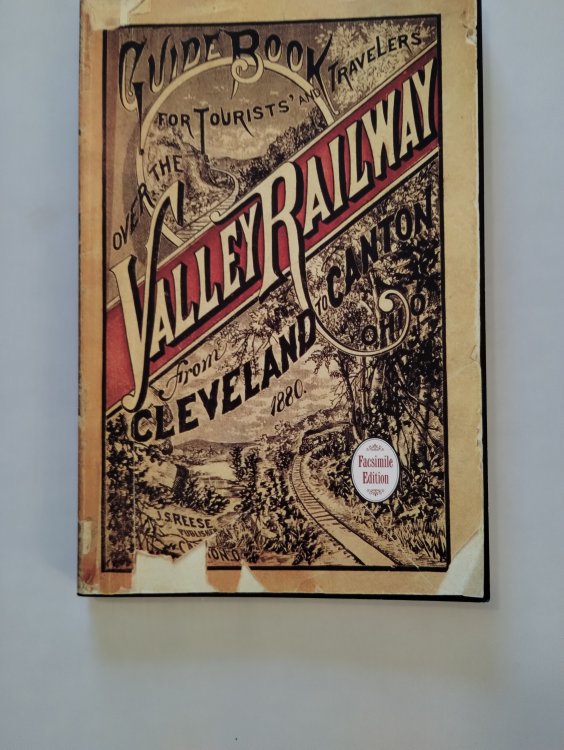 GUIDE BOOK
FOR TOURISTS' AND TRAVELERS
OVER THE
VALLEY RAILWAY
From
CLEVELAND TO CANTON
OHIO
1880.
Facsimile
Edition
J.S. REESE
PUBLISHER